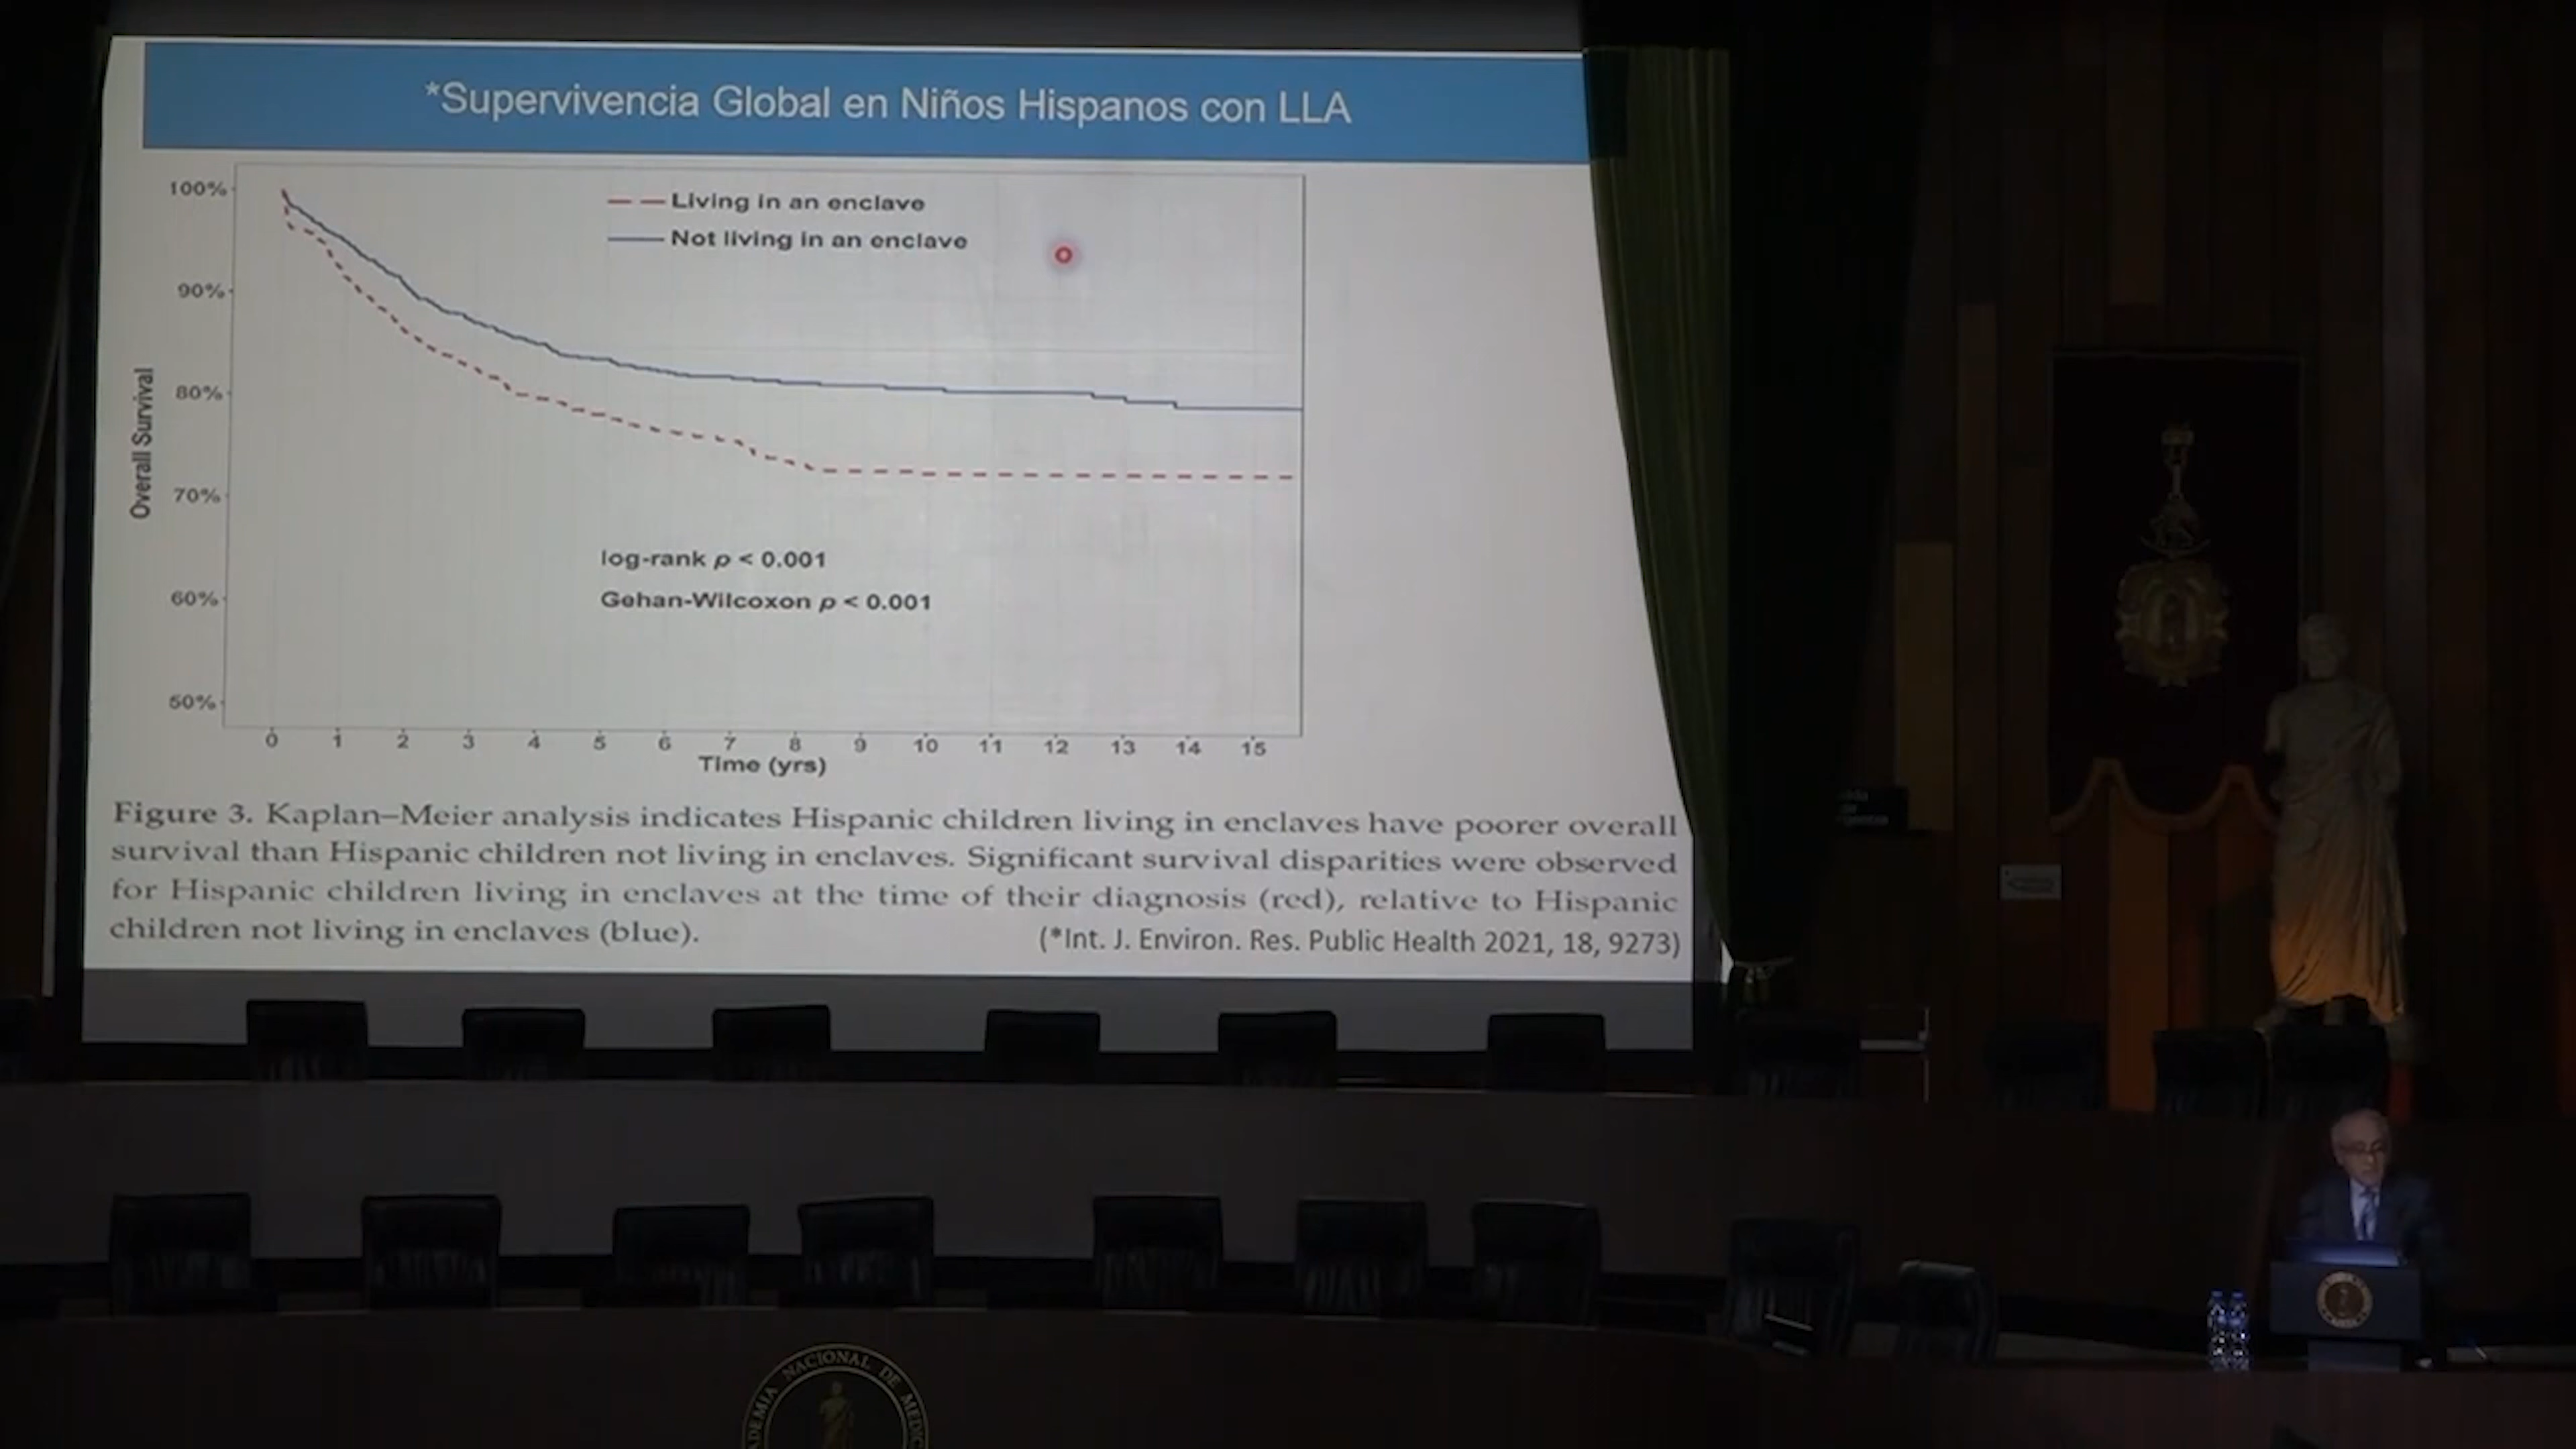 *Supervivencia Global en Niños Hispanos con LLA
Living in an enclave
Not living in an enclave
100%
90%
80%
70%
60%
50%
Overall Survival
log-rank p < 0.001
Gehan-Wilcoxon p < 0.001
0 1 2 3 4 5 6 7 8 9 10 11 12 13 14 15
Time (yrs)
Figure 3. Kaplan–Meier analysis indicates Hispanic children living in enclaves have poorer overall
survival than Hispanic children not living in enclaves. Significant survival disparities were observed
for Hispanic children living in enclaves at the time of their diagnosis (red), relative to Hispanic
children not living in enclaves (blue).
(*Int. J. Environ. Res. Public Health 2021, 18, 9273)
NACIONAL DE